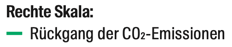 Rechte Skala:
Rückgang der CO₂-Emissionen